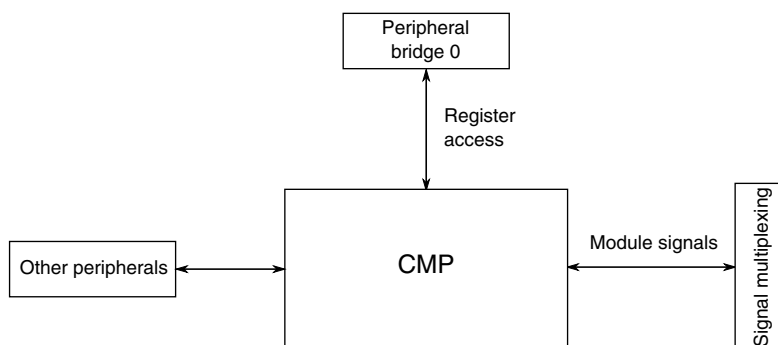 Peripheral
bridge 0
Register
access
Other peripherals
CMP
Module signals
Signal multiplexing